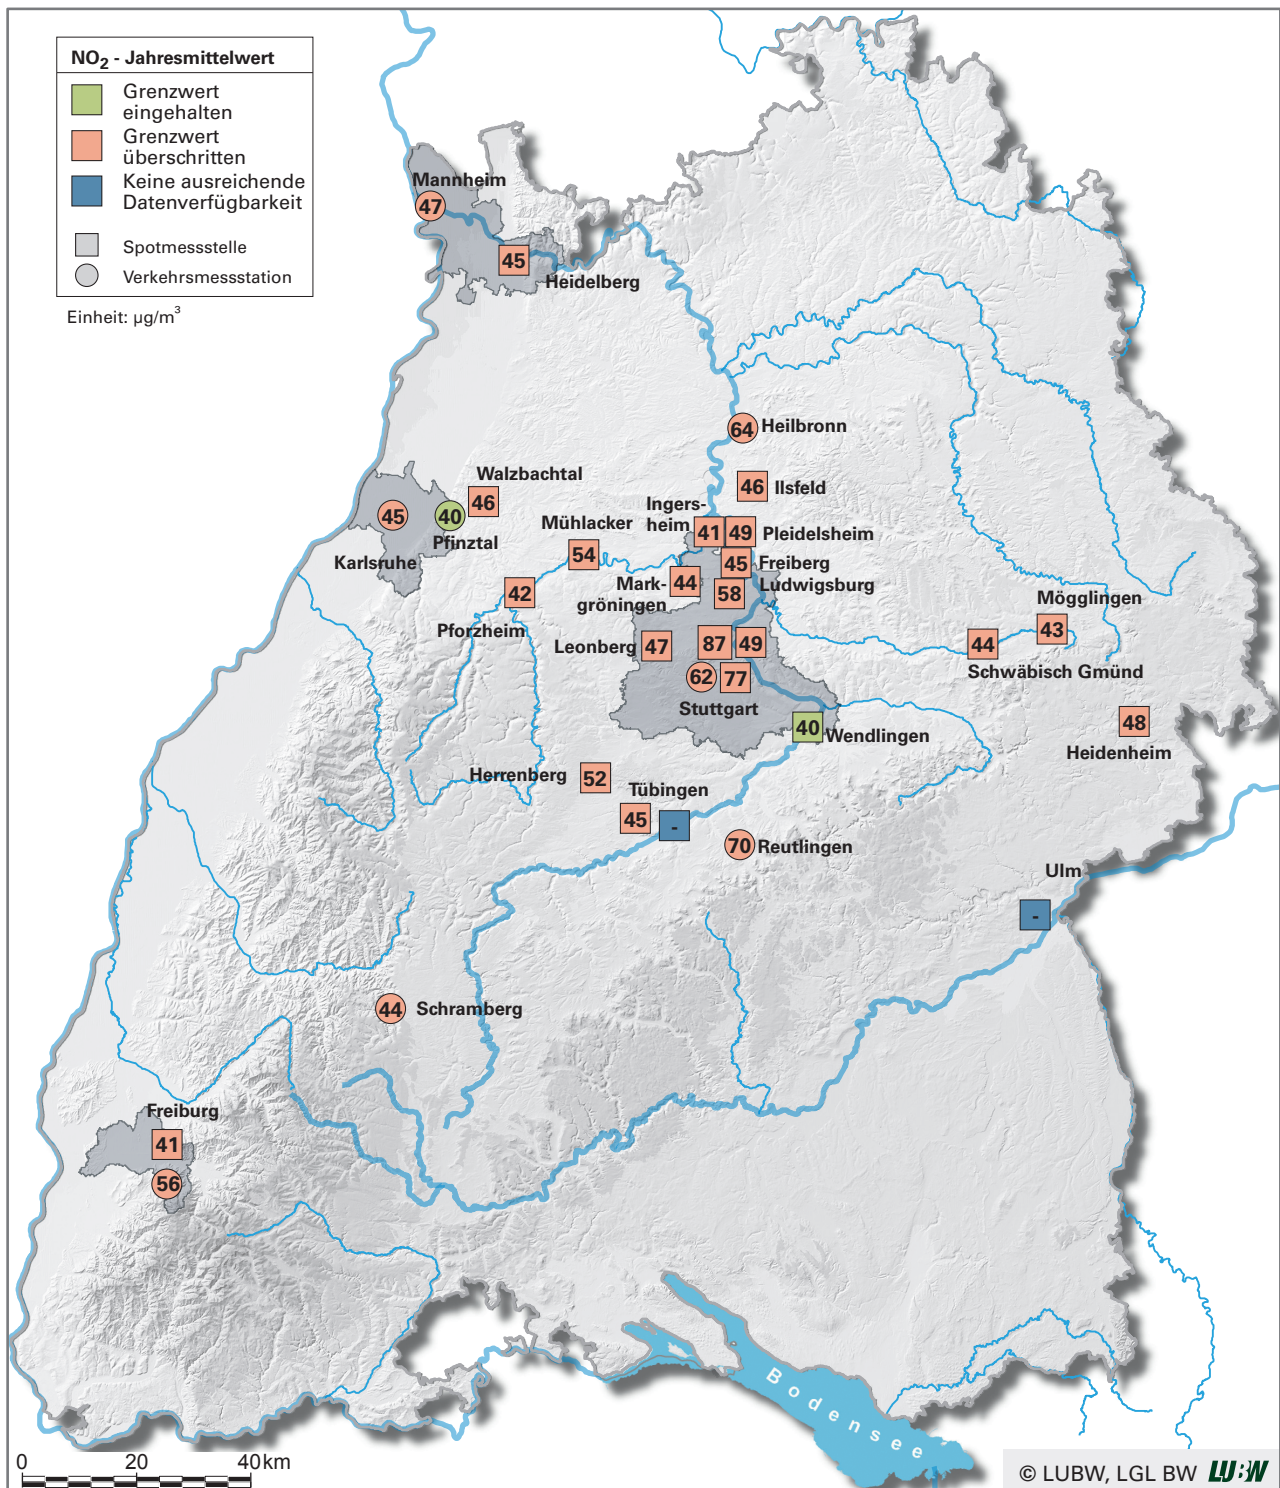 NO2 - Jahresmittelwert
Grenzwert
eingehalten
Grenzwert
überschritten
Keine ausreichende
Datenverfügbarkeit
Spotmessstelle
Verkehrsmessstation
Einheit: µg/m³
Mannheim
47
45
Heidelberg
64
Heilbronn
Walzbachtal
46
46
Ilsfeld
45
40
Pfinztal
Karlsruhe
Ingers-
heim
41
49
Pleidelsheim
Mühlacker
54
45
Freiberg
Mark-
gröningen
44
58
Ludwigsburg
42
Pforzheim
Mögglingen
43
44
Schwäbisch Gmünd
Leonberg
47
87
49
62
77
Stuttgart
40
Wendlingen
48
Heidenheim
Herrenberg
52
Tübingen
45
-
70
Reutlingen
Ulm
-
44
Schramberg
Freiburg
41
56
Bodensee
0
20
40 km
© LUBW, LGL BW
LUBW